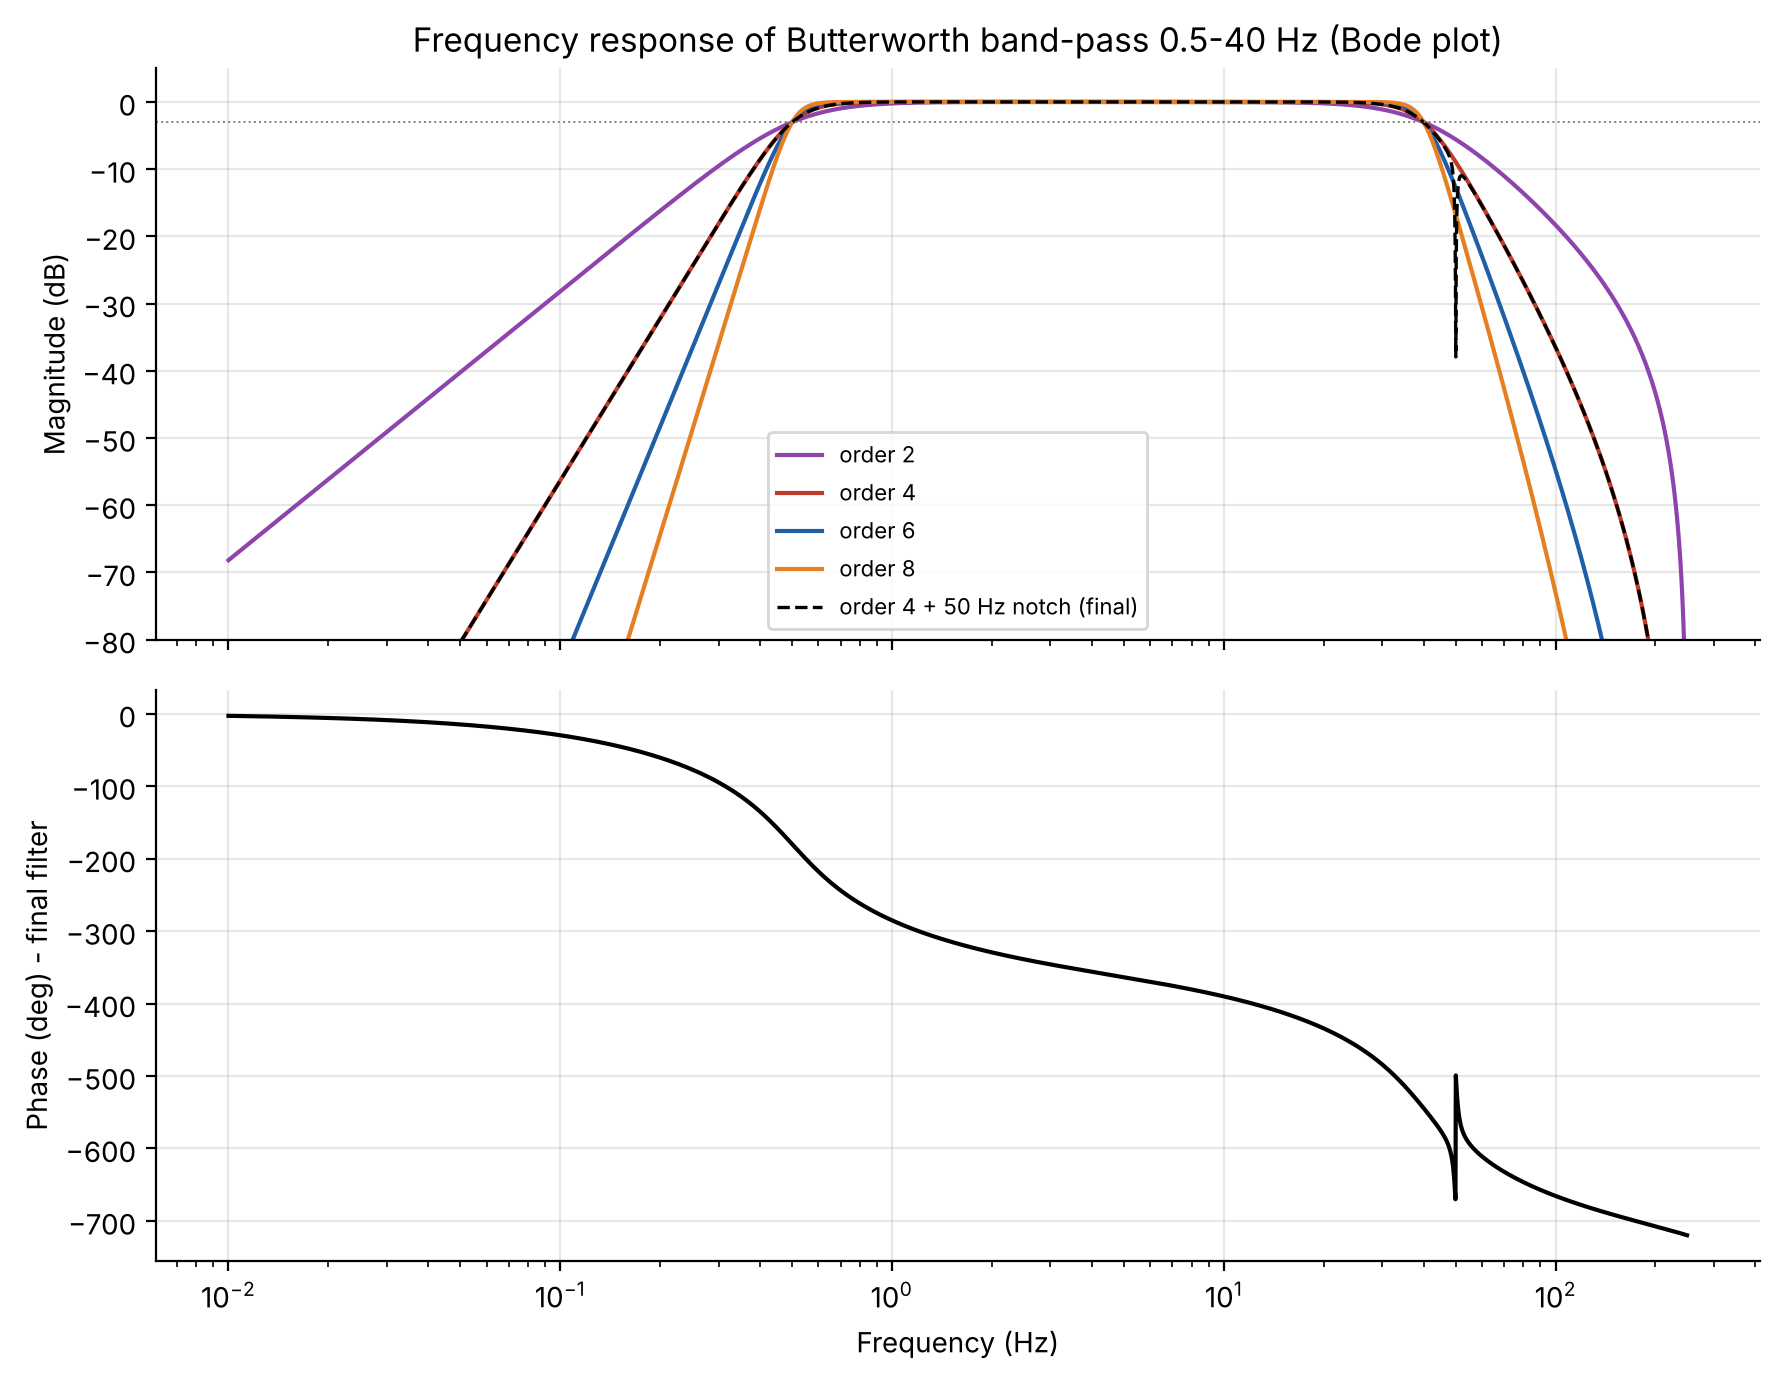 Frequency response of Butterworth band-pass 0.5-40 Hz (Bode plot)
Magnitude (dB)
0
−10
−20
−30
−40
−50
−60
−70
−80
order 2
order 4
order 6
order 8
order 4 + 50 Hz notch (final)
Phase (deg) - final filter
0
−100
−200
−300
−400
−500
−600
−700
10⁻² 10⁻¹ 10⁰ 10¹ 10²
Frequency (Hz)